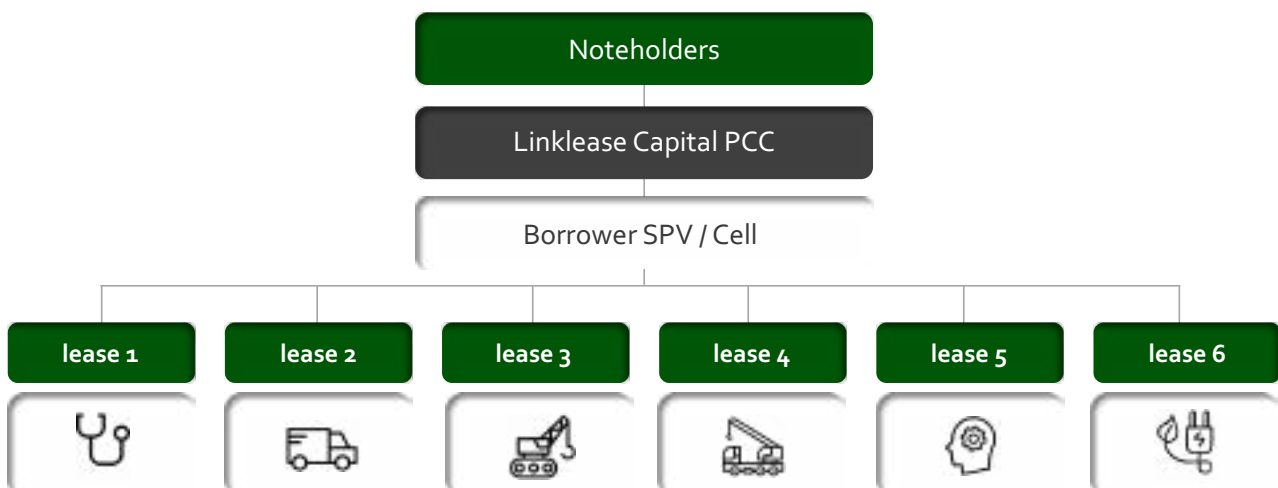 Noteholders
Linklease Capital PCC
Borrower SPV / Cell
lease 1
lease 2
lease 3
lease 4
lease 5
lease 6